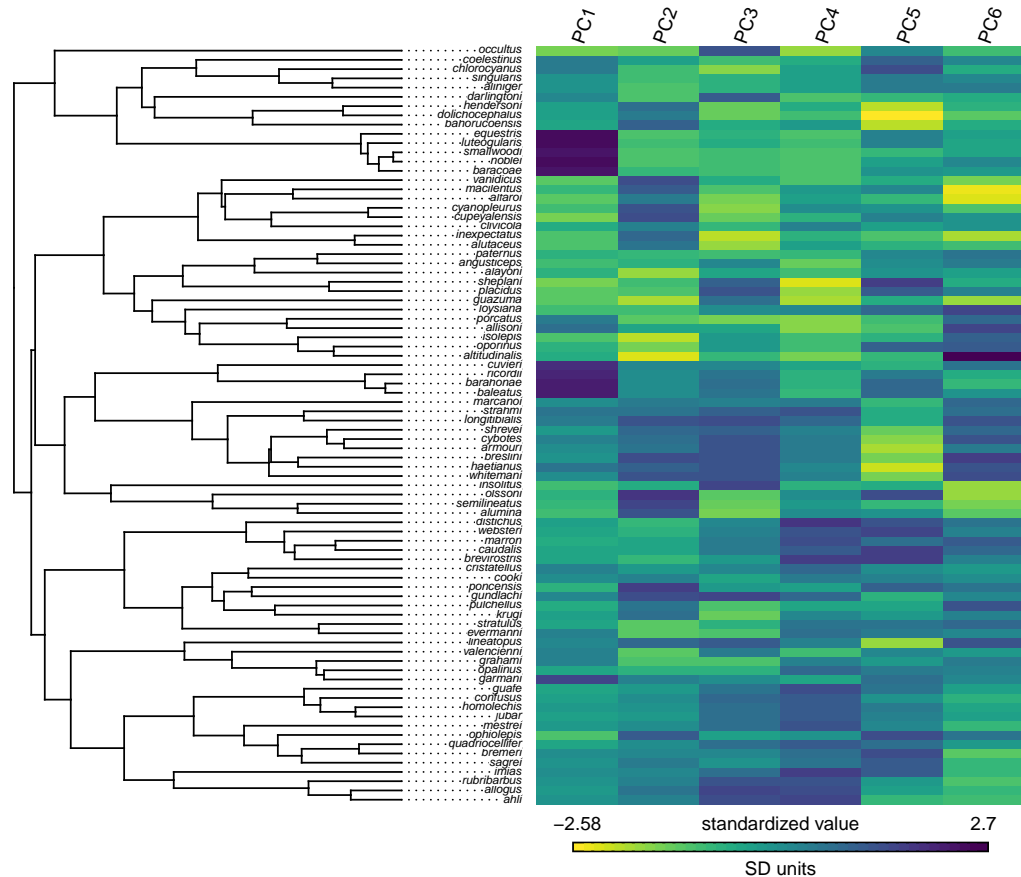 PC1 PC2 PC3 PC4 PC5 PC6
occultus
coelestinus
chlorocyanus
singularis
aliniger
darlingtoni
hendersoni
dolichocephalus
bahorucoensis
equestris
luteogularis
smallwoodi
noblei
baracoae
vanidicus
macilentus
alfaroi
cyanopleurus
cupeyalensis
clivicola
inexpectatus
alutaceus
paternus
angusticeps
alayoni
sheplani
placidus
guazuma
loysiana
porcatus
allisoni
isolepis
oporinus
altitudinalis
cuvieri
ricordii
barahonae
baleatus
marcanoi
strahmi
longitibialis
shrevei
cybotes
armouri
breslini
haetianus
whitemani
insolitus
olssoni
semilineatus
alumina
distichus
websteri
marron
caudalis
brevirostris
cristatellus
cooki
poncensis
gundlachi
pulchellus
krugi
stratulus
evermanni
lineatopus
valencienni
grahami
opalinus
garmani
guafe
confusus
homolechis
jubar
mestrei
ophiolepis
quadriocellifer
bremeri
sagrei
imias
rubribarbus
allogus
ahli
−2.58 standardized value 2.7
SD units